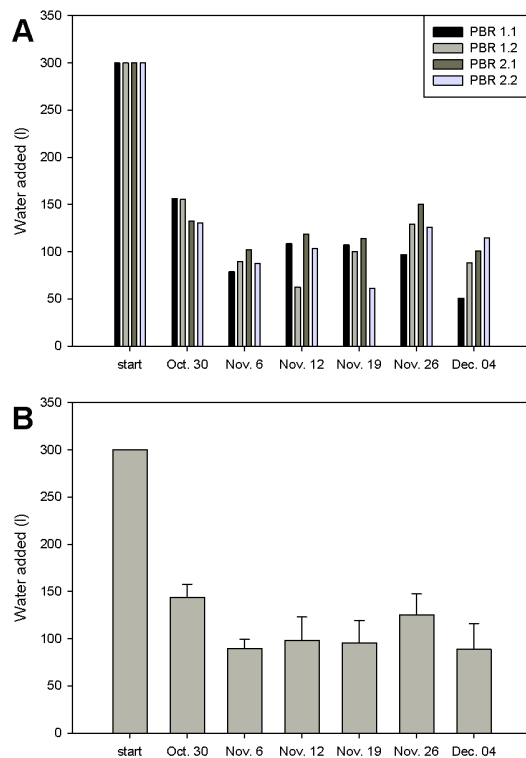 A
Water added (l)
350
300
250
200
150
100
50
0
PBR 1.1
PBR 1.2
PBR 2.1
PBR 2.2
start Oct. 30 Nov. 6 Nov. 12 Nov. 19 Nov. 26 Dec. 04
B
Water added (l)
350
300
250
200
150
100
50
0
start Oct. 30 Nov. 6 Nov. 12 Nov. 19 Nov. 26 Dec. 04